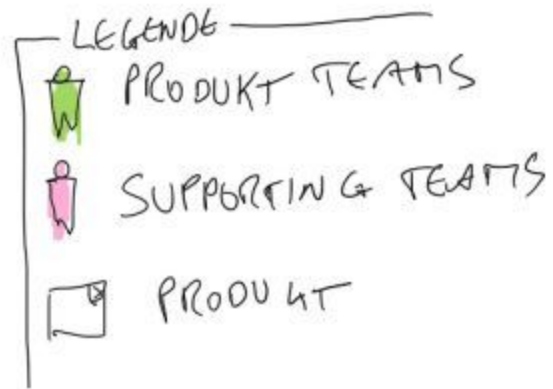 LEGENDE
PRODUKT TEAMS
SUPPORTING TEAMS
PRODUKT